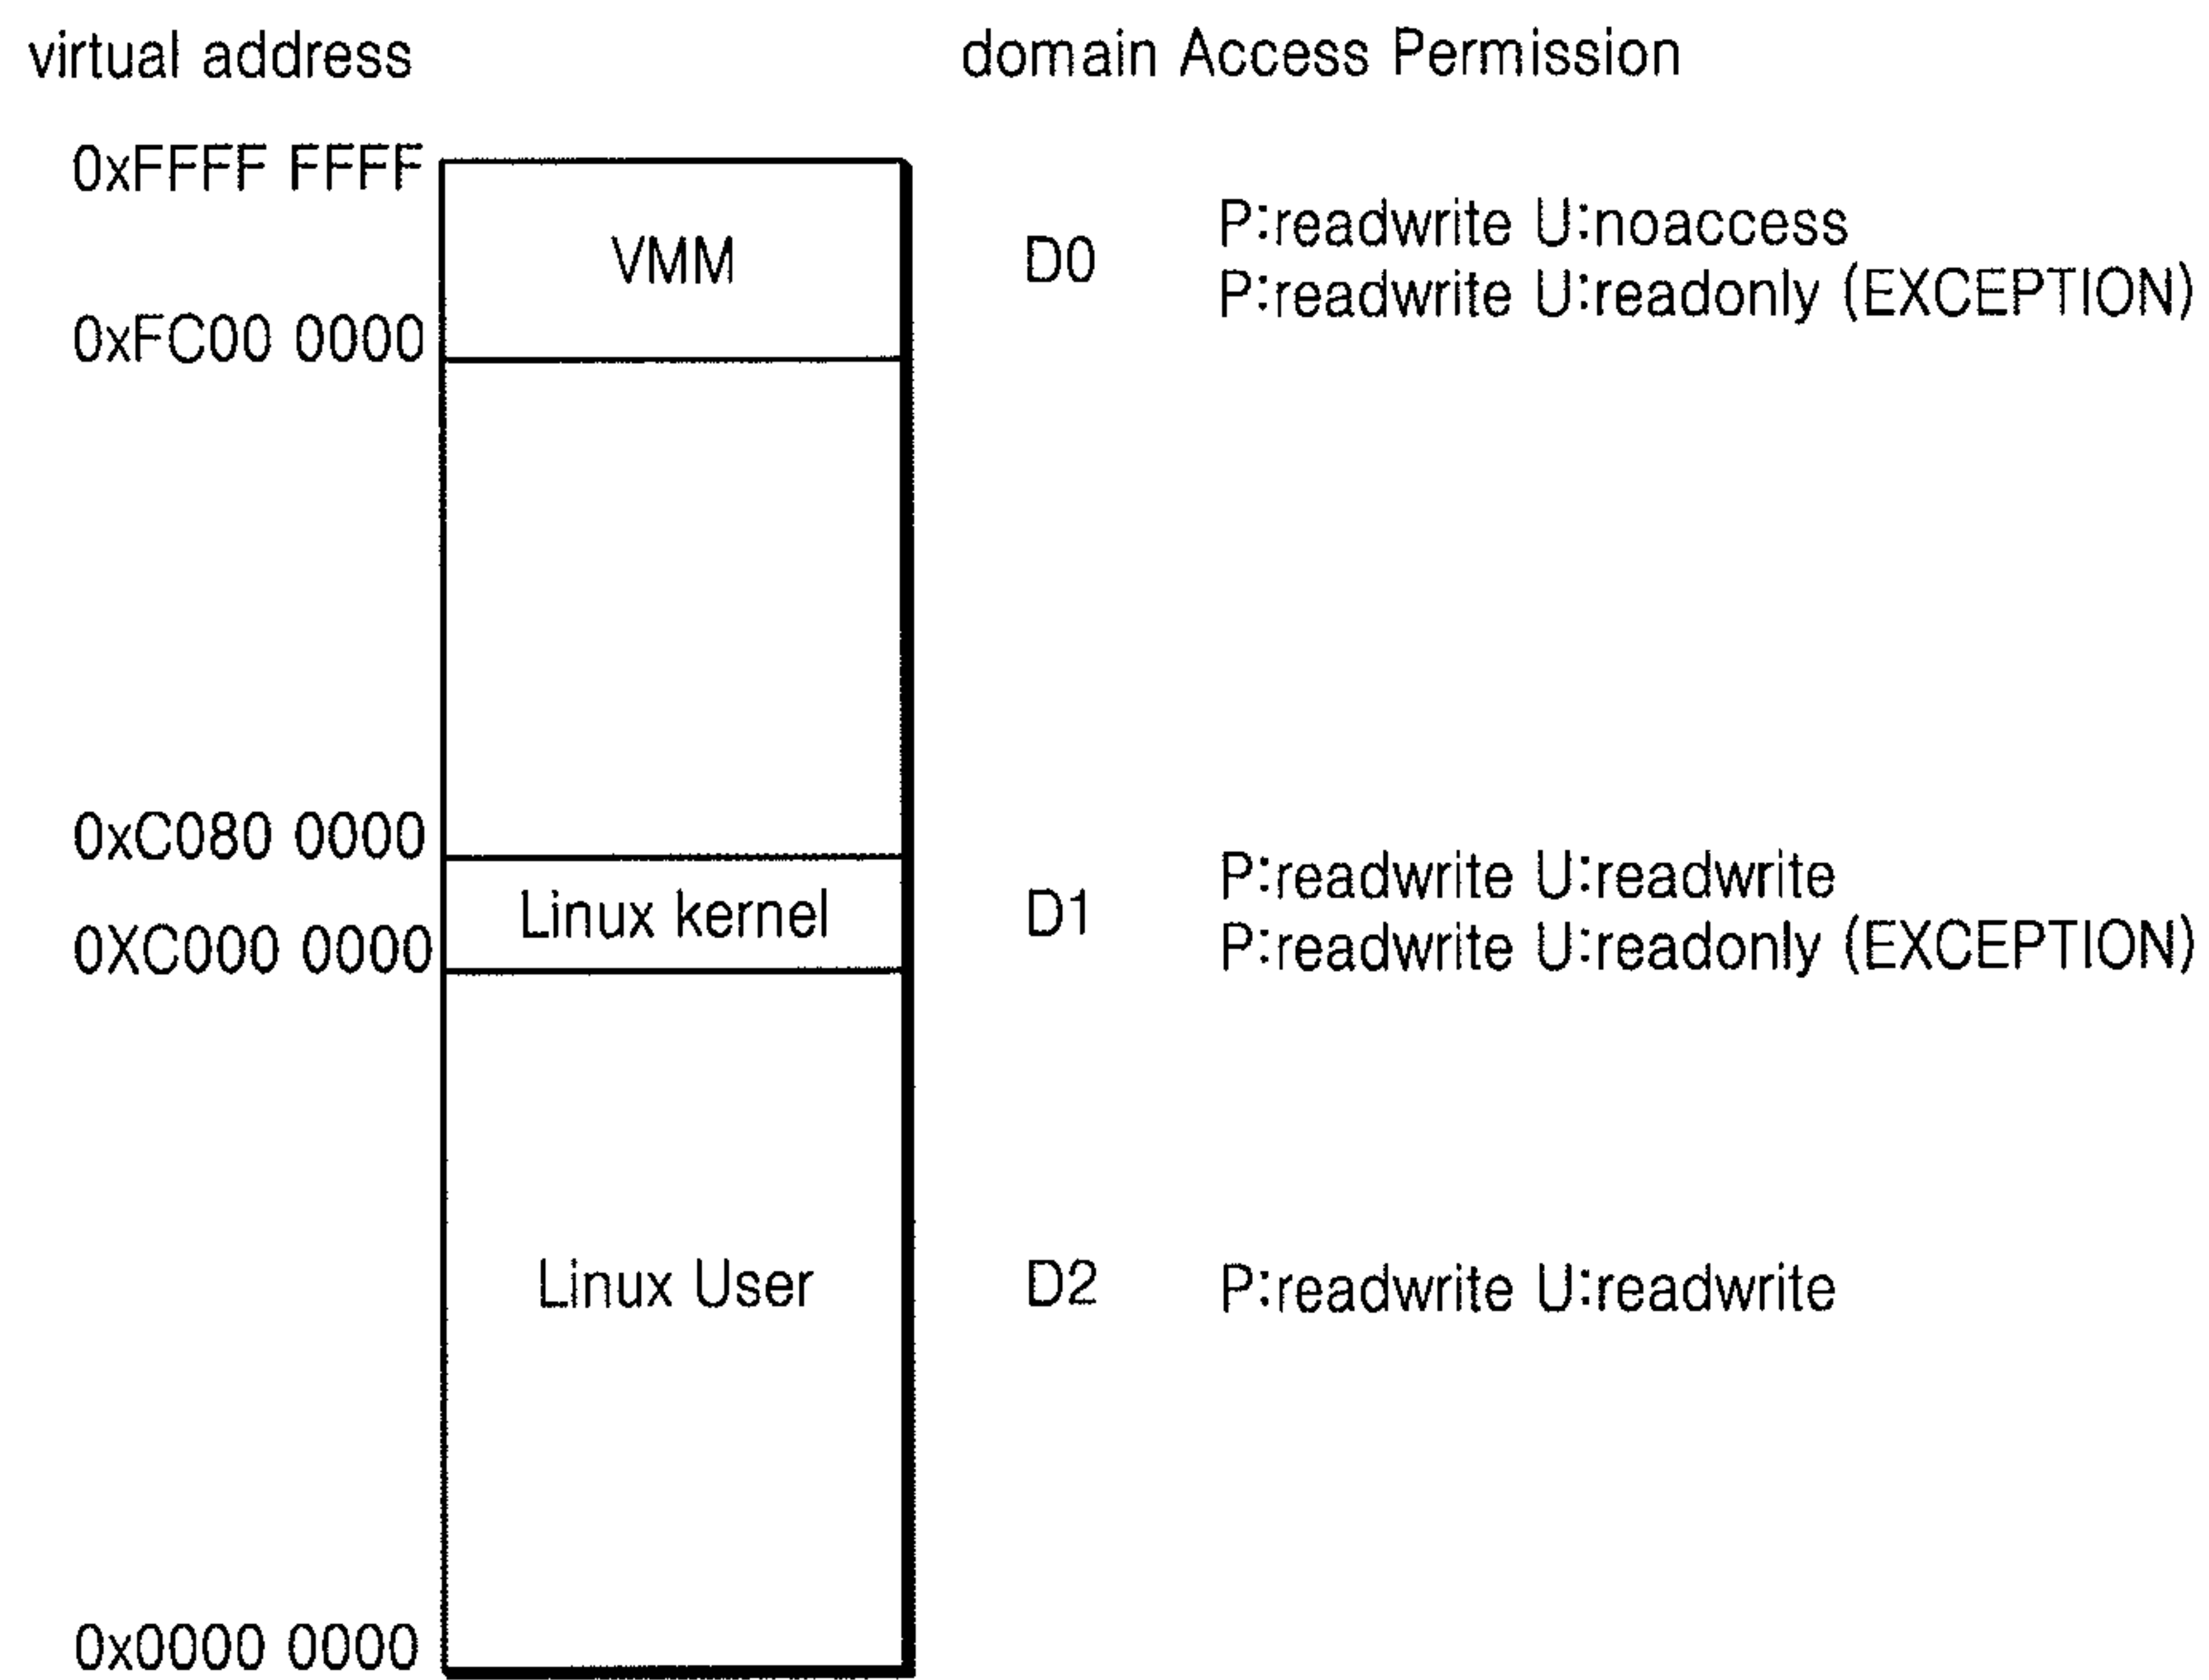 virtual address domain Access Permission
0xFFFF FFFF
P:readwrite U:noaccess
VMM D0
P:readwrite U:readonly (EXCEPTION)
0xFC00 0000
0xC080 0000
P:readwrite U:readwrite
Linux kernel D1
0XC000 0000 P:readwrite U:readonly (EXCEPTION)
Linux User D2 P:readwrite U:readwrite
0x0000 0000